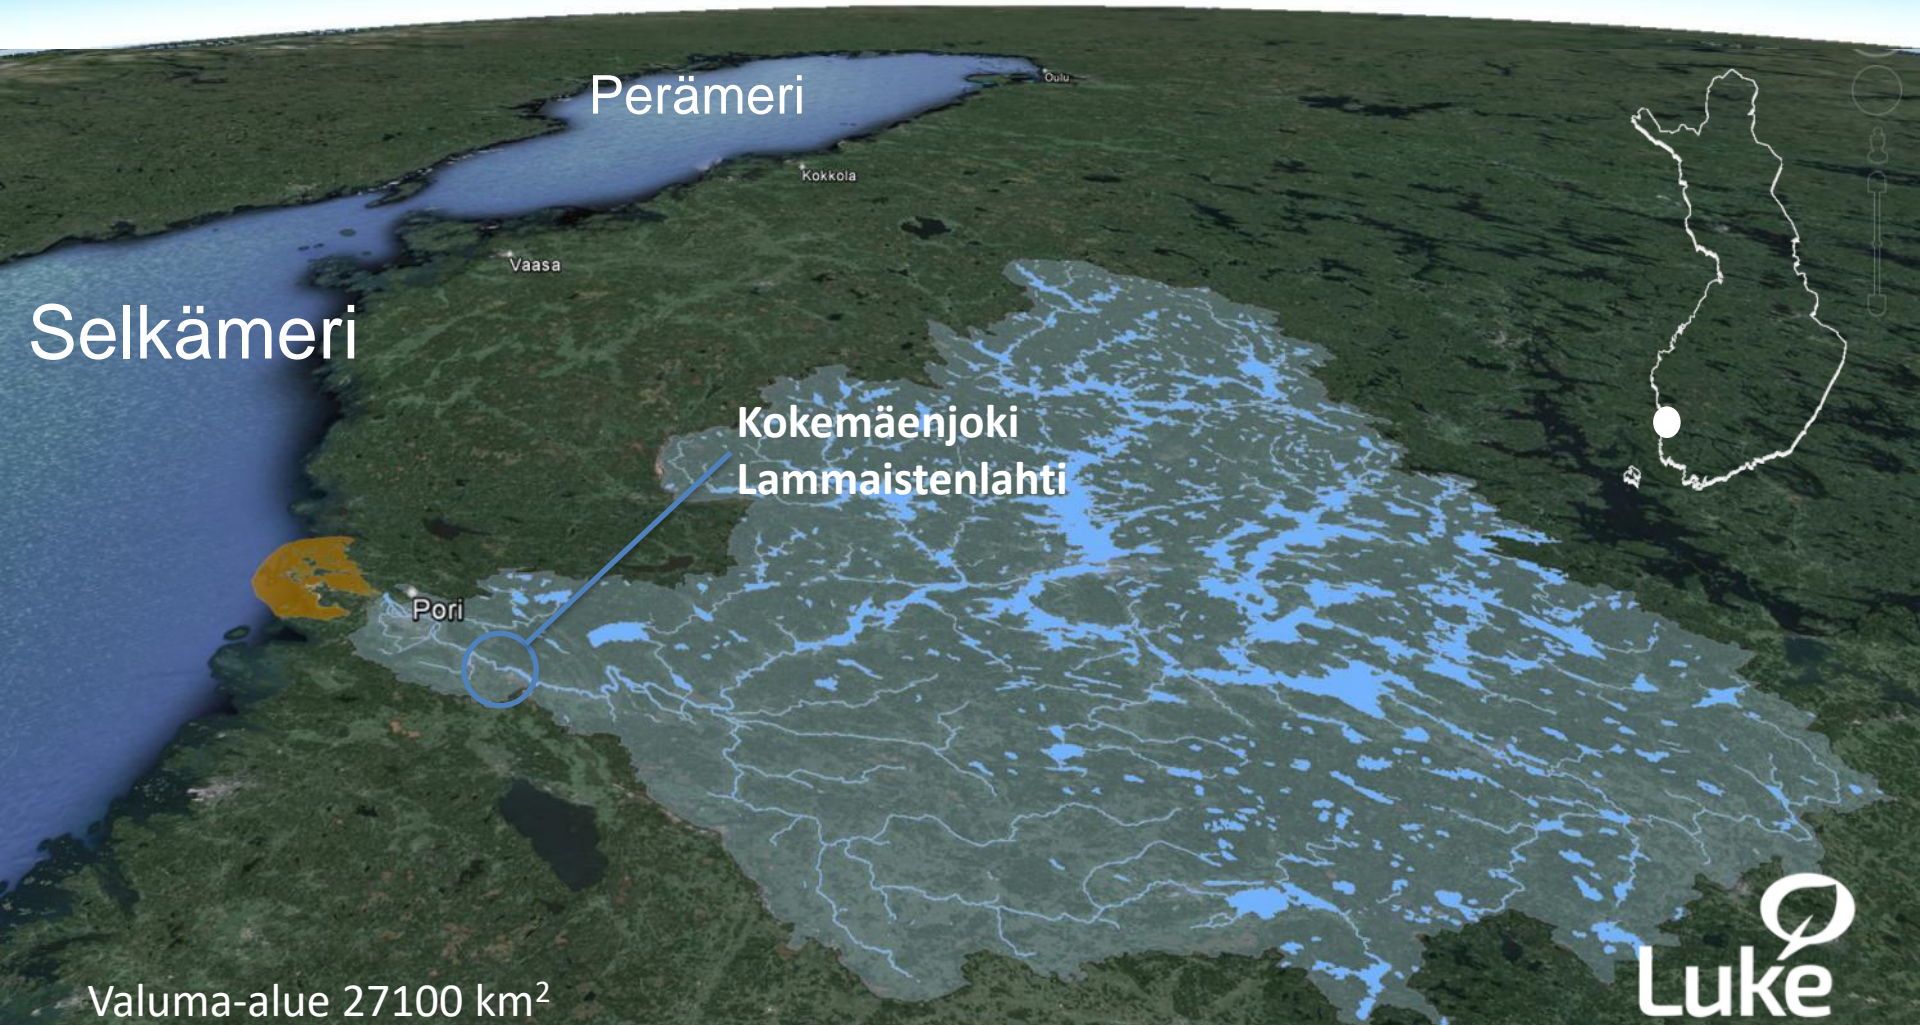 Perämeri
Oulu
Kokkola
Vaasa
Selkämeri
Kokemäenjoki
Lammaistenlahti
Pori
Valuma-alue 27100 km²
Luke